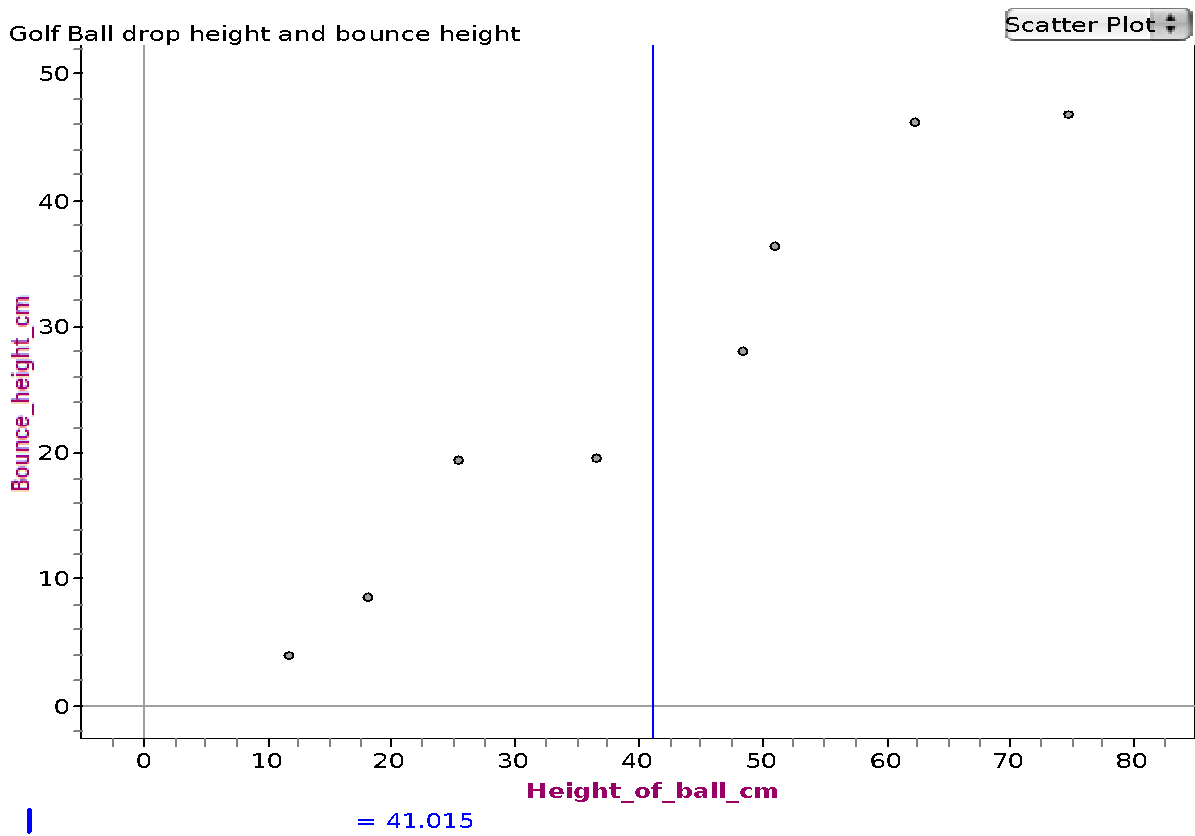 Golf Ball drop height and bounce height
Scatter Plot
50
40
30
20
10
0
Bounce_height_cm
0 10 20 30 40 50 60 70 80
Height_of_ball_cm
= 41.015